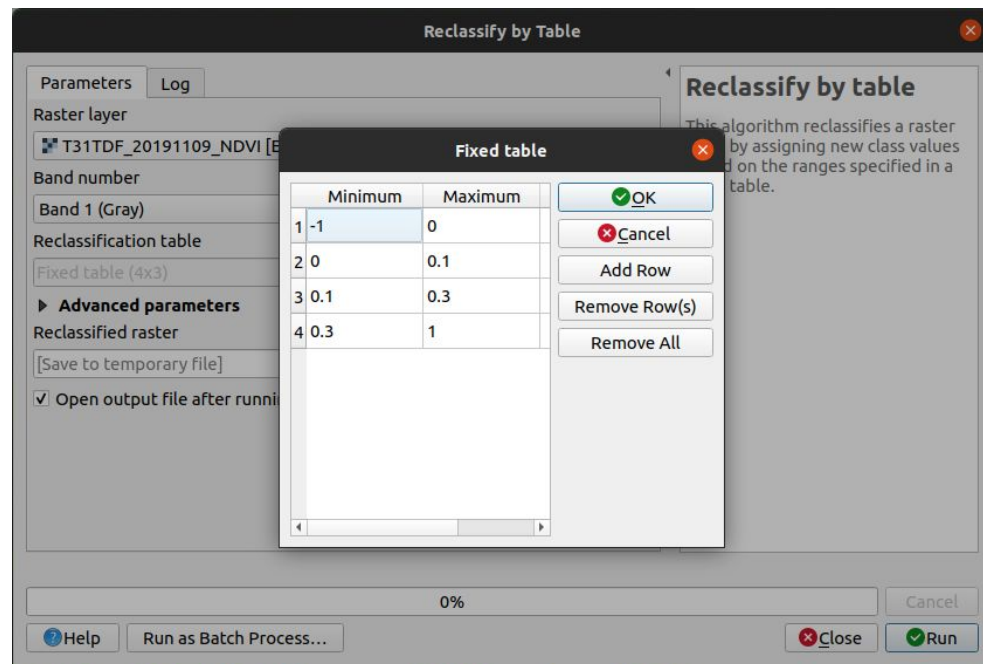 Reclassify by Table
Parameters
Log
Raster layer
T31TDF_20191109_NDVI
Band number
Band 1 (Gray)
Reclassification table
Fixed table (4x3)
Advanced parameters
Reclassified raster
[Save to temporary file]
Open output file after
Fixed table
Minimum Maximum
1 -1 0
2 0 0.1
3 0.1 0.3
4 0.3 1
OK
Cancel
Add Row
Remove Row(s)
Remove All
Reclassify by table
This algorithm reclassifies a raster
by assigning new class values
on the ranges specified in a
table.
0%
Cancel
Help
Run as Batch Process...
Close
Run